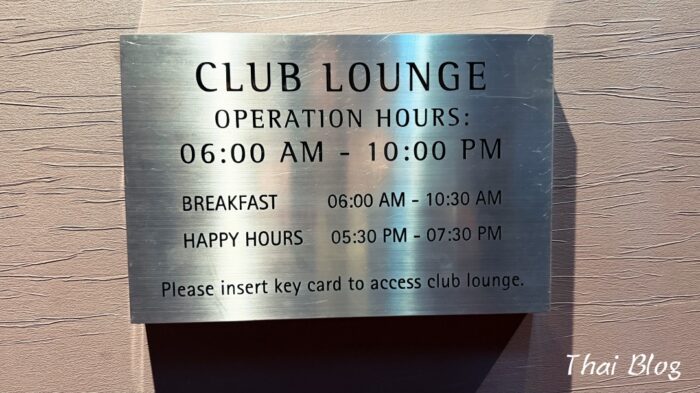 CLUB LOUNGE
OPERATION HOURS:
06:00 AM - 10:00 PM
BREAKFAST 06:00 AM - 10:30 AM
HAPPY HOURS 05:30 PM - 07:30 PM
Please insert key card to access club lounge.
Thai Blog